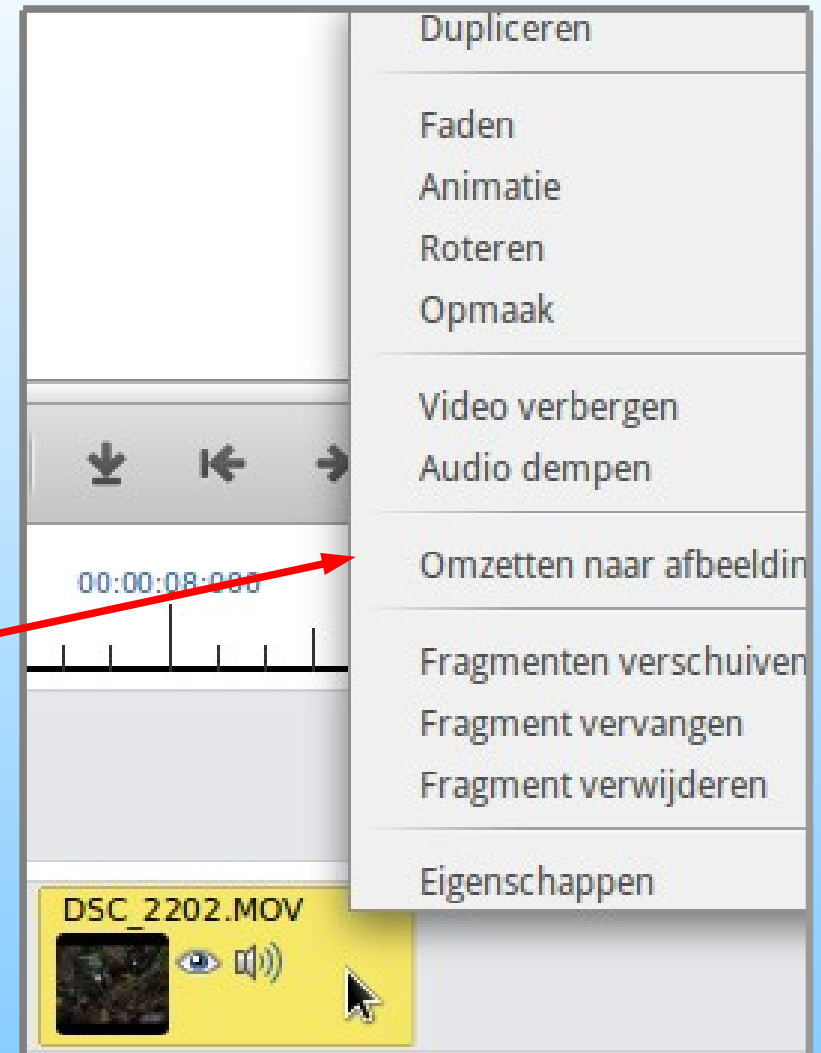 Dupliceren
Faden
Animatie
Roteren
Opmaak
Video verbergen
Audio dempen
Omzetten naar afbeeldin
00:00:08:000
Fragmenten verschuiven
Fragment vervangen
Fragment verwijderen
Eigenschappen
DSC_2202.MOV